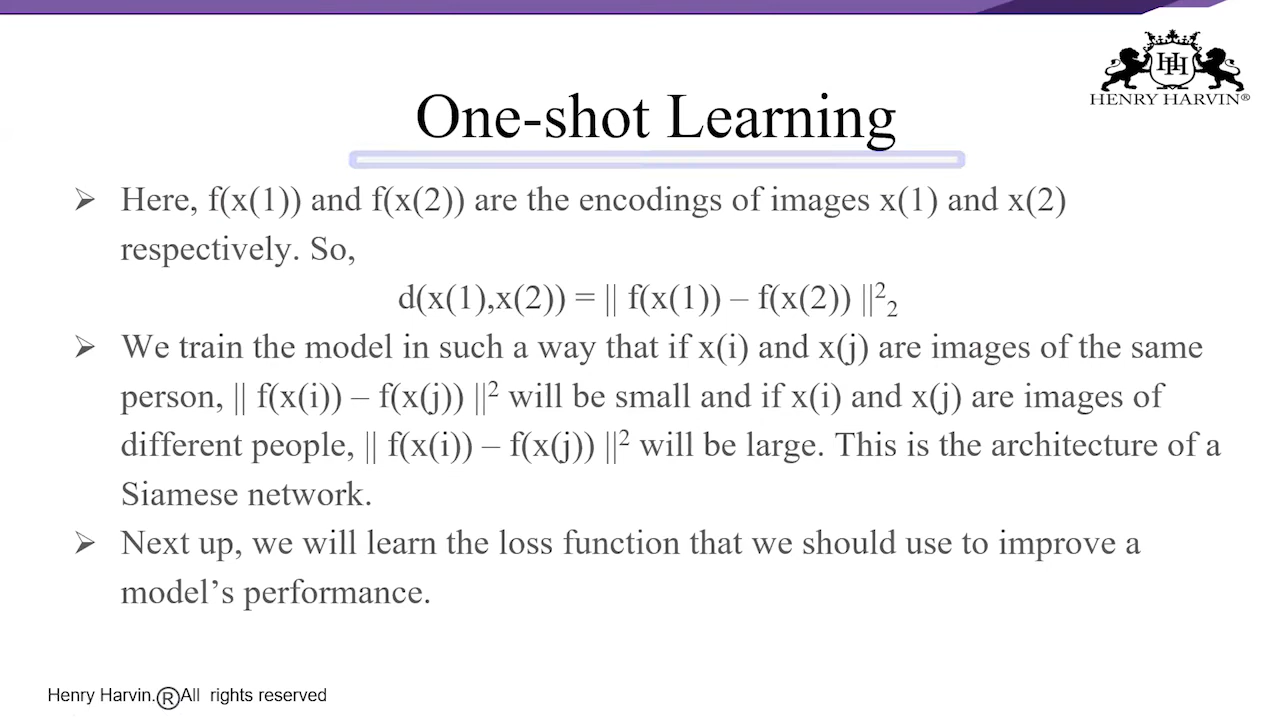 HH
HENRY HARVIN®
One-shot Learning
➢ Here, f(x(1)) and f(x(2)) are the encodings of images x(1) and x(2)
respectively. So,
d(x(1),x(2)) = || f(x(1)) – f(x(2)) ||²₂
➢ We train the model in such a way that if x(i) and x(j) are images of the same
person, || f(x(i)) – f(x(j)) ||² will be small and if x(i) and x(j) are images of
different people, || f(x(i)) – f(x(j)) ||² will be large. This is the architecture of a
Siamese network.
➢ Next up, we will learn the loss function that we should use to improve a
model’s performance.
Henry Harvin.®All rights reserved